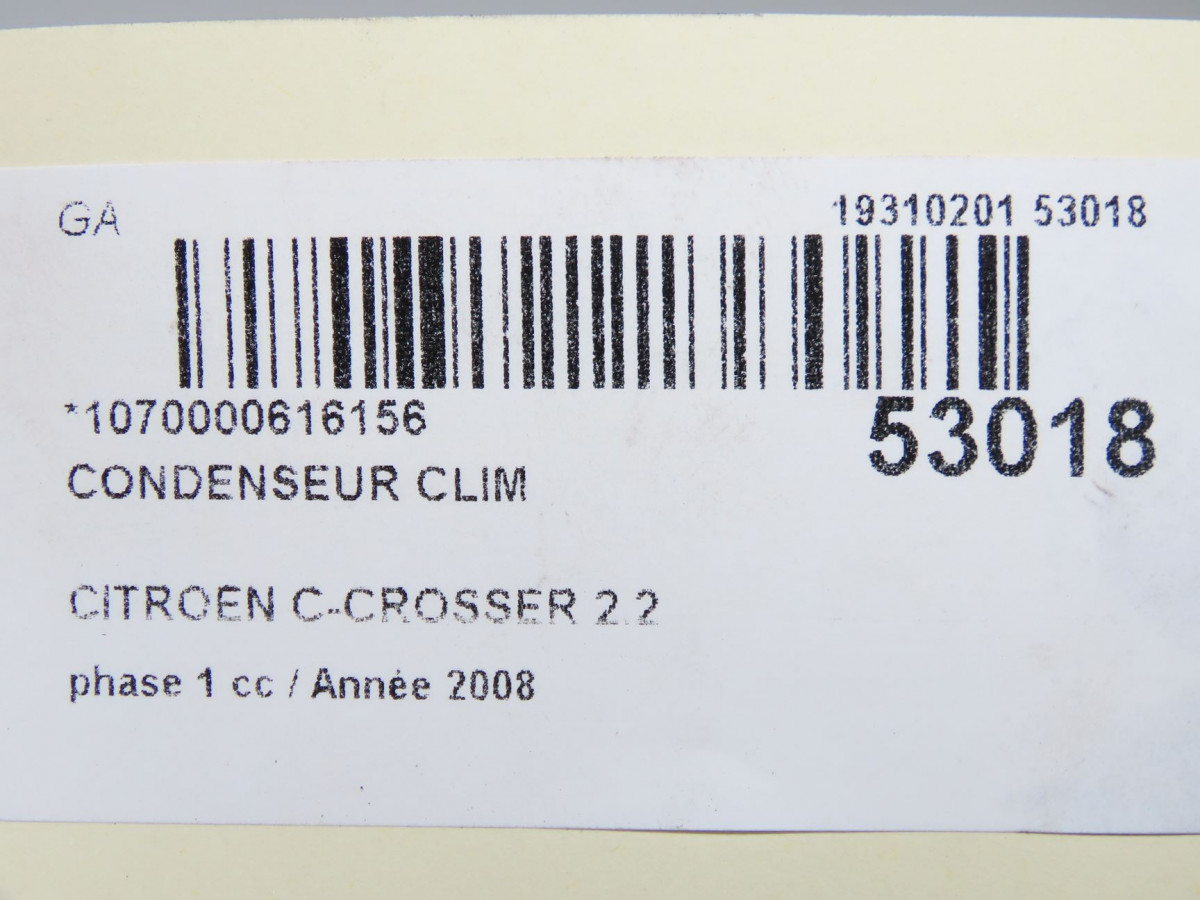 GA 19310201 53018
*1070000616156
53018
CONDENSEUR CLIM
CITROEN C-CROSSER 2.2
phase 1 cc / Année 2008